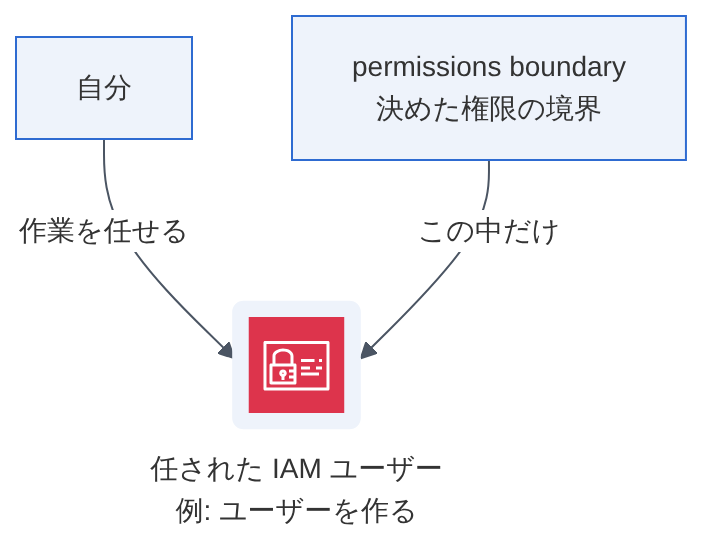 自分
permissions boundary
決めた権限の境界
作業を任せる
この中だけ
任された IAM ユーザー
例: ユーザーを作る